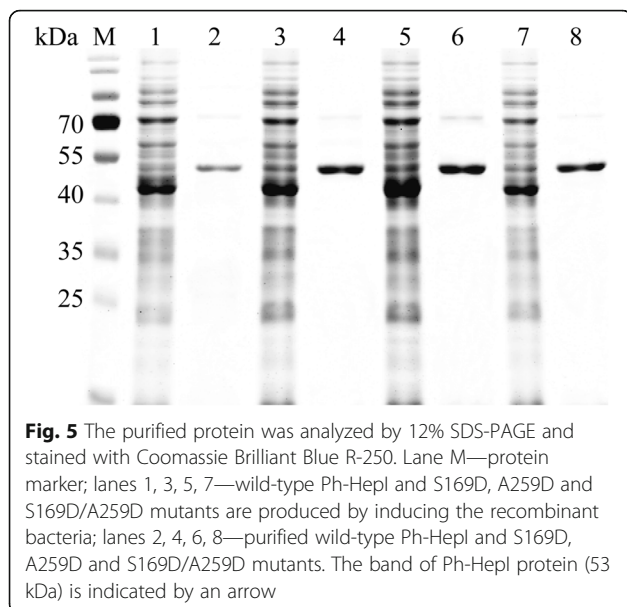 kDa M 1 2 3 4 5 6 7 8
70
55
40
35
25
Fig. 5 The purified protein was analyzed by 12% SDS-PAGE and
stained with Coomassie Brilliant Blue R-250. Lane M—protein
marker; lanes 1, 3, 5, 7—wild-type Ph-HepI and S169D, A259D and
S169D/A259D mutants are produced by inducing the recombinant
bacteria; lanes 2, 4, 6, 8—purified wild-type Ph-HepI and S169D,
A259D and S169D/A259D mutants. The band of Ph-HepI protein (53
kDa) is indicated by an arrow